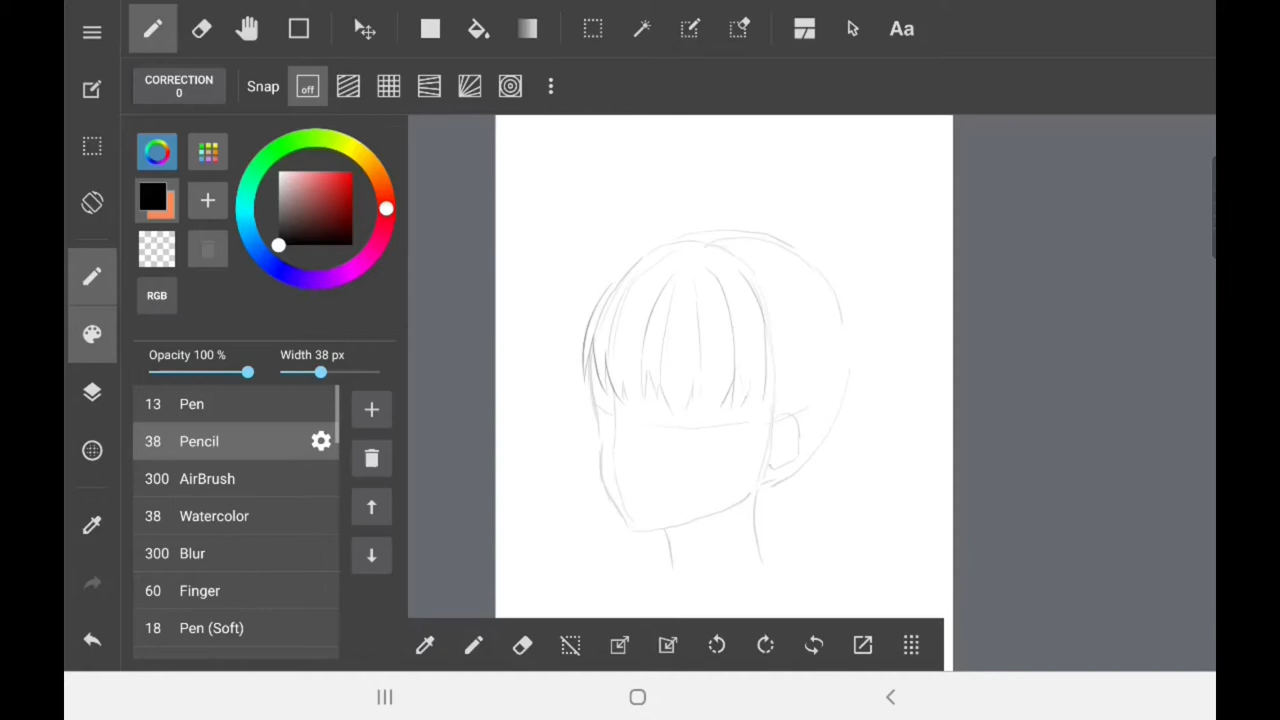 Aa
CORRECTION
0
Snap
off
RGB
Opacity 100 %
Width 38 px
13 Pen
38 Pencil
300 AirBrush
38 Watercolor
300 Blur
60 Finger
18 Pen (Soft)